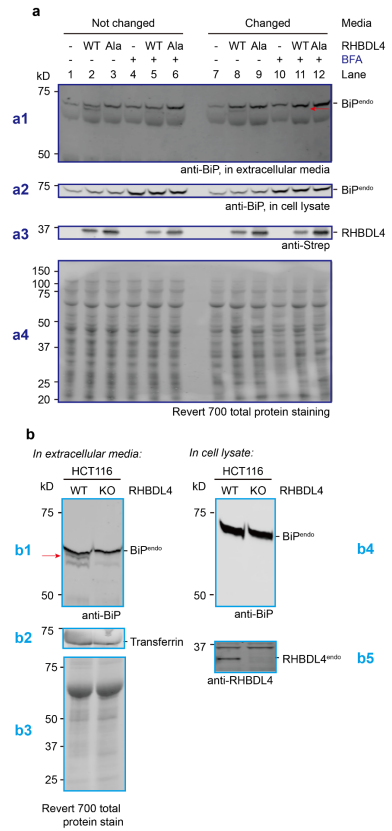 a
Not changed Changed Media
- WT Ala - WT Ala - WT Ala - WT Ala RHBDL4
- - - + + + - - - + + + BFA
kD 1 2 3 4 5 6 7 8 9 10 11 12 Lane
75
BiPendo
a1
50
anti-BiP, in extracellular media
a2 75 BiPendo
anti-BiP, in cell lysate
a3 37 RHBDL4
anti-Strep
150
100
75
50
a4
37
25
20
Revert 700 total protein staining
b
In extracellular media:
HCT116
kD WT KO RHBDL4
75
b1 BiPendo
50
anti-BiP
75
b2 Transferrin
75
50
b3
37
25
Revert 700 total
protein stain
In cell lysate:
HCT116
kD WT KO RHBDL4
75
BiPendo b4
50
anti-BiP
37
RHBDL4endo b5
anti-RHBDL4